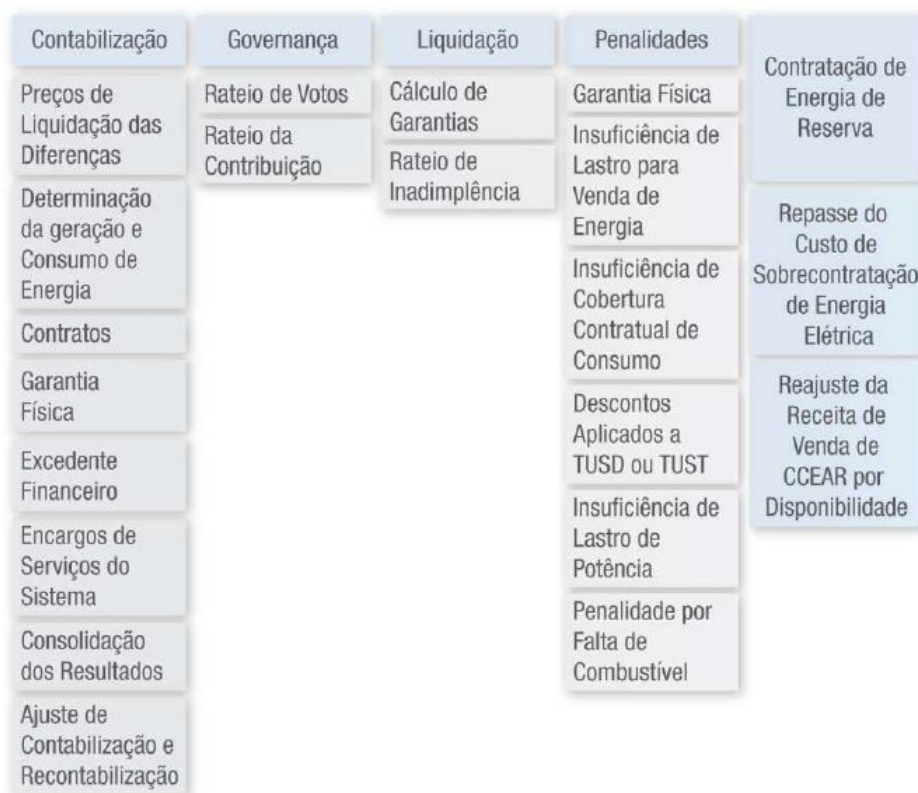 Contabilização
Preços de
Liquidação das
Diferenças
Determinação
da geração e
Consumo de
Energia
Contratos
Garantia
Física
Excedente
Financeiro
Encargos de
Serviços do
Sistema
Consolidação
dos Resultados
Ajuste de
Contabilização e
Recontabilização
Governança
Rateio de Votos
Rateio da
Contribuição
Liquidação
Cálculo de
Garantias
Rateio de
Inadimplência
Penalidades
Garantia Física
Insuficiência de
Lastro para
Venda de
Energia
Insuficiência de
Cobertura
Contratual de
Consumo
Descontos
Aplicados a
TUSD ou TUST
Insuficiência de
Lastro de
Potência
Penalidade por
Falta de
Combustível
Contratação de
Energia de
Reserva
Repasse do
Custo de
Sobrecontratação
de Energia
Elétrica
Reajuste da
Receita de
Venda de
CCEAR por
Disponibilidade